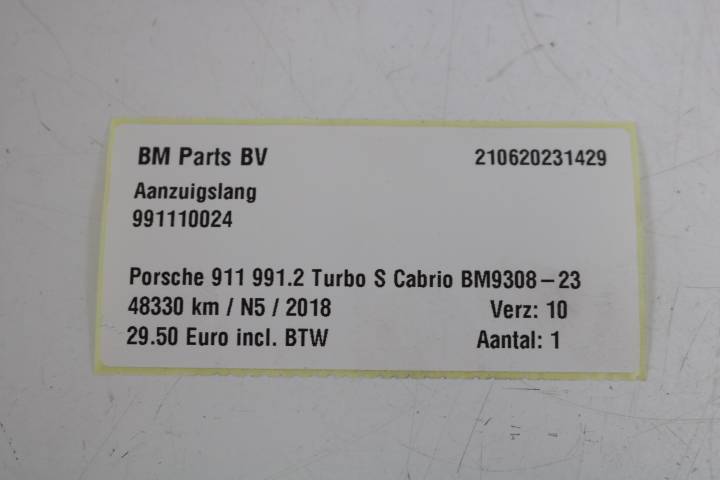 BM Parts BV 210620231429
Aanzuigslang
991110024
Porsche 911 991.2 Turbo S Cabrio BM9308-23
48330 km / N5 / 2018 Verz: 10
29.50 Euro incl. BTW Aantal: 1